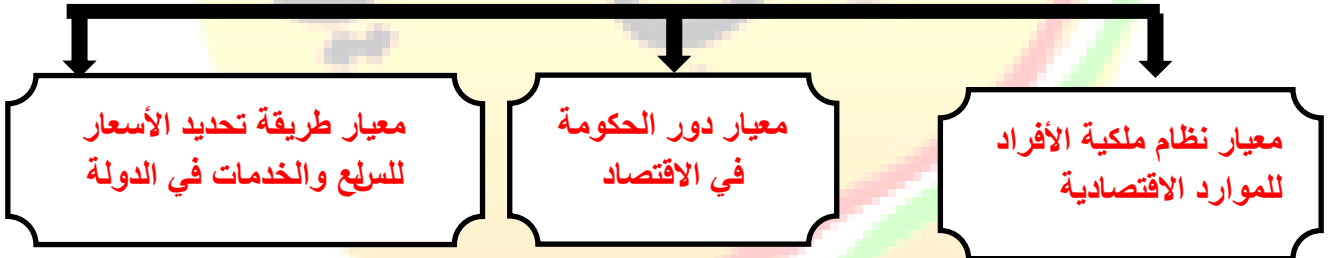 معيار نظام ملكية الأفراد
للموارد الاقتصادية
معيار دور الحكومة
في الاقتصاد
معيار طريقة تحديد الأسعار
للسلع والخدمات في الدولة